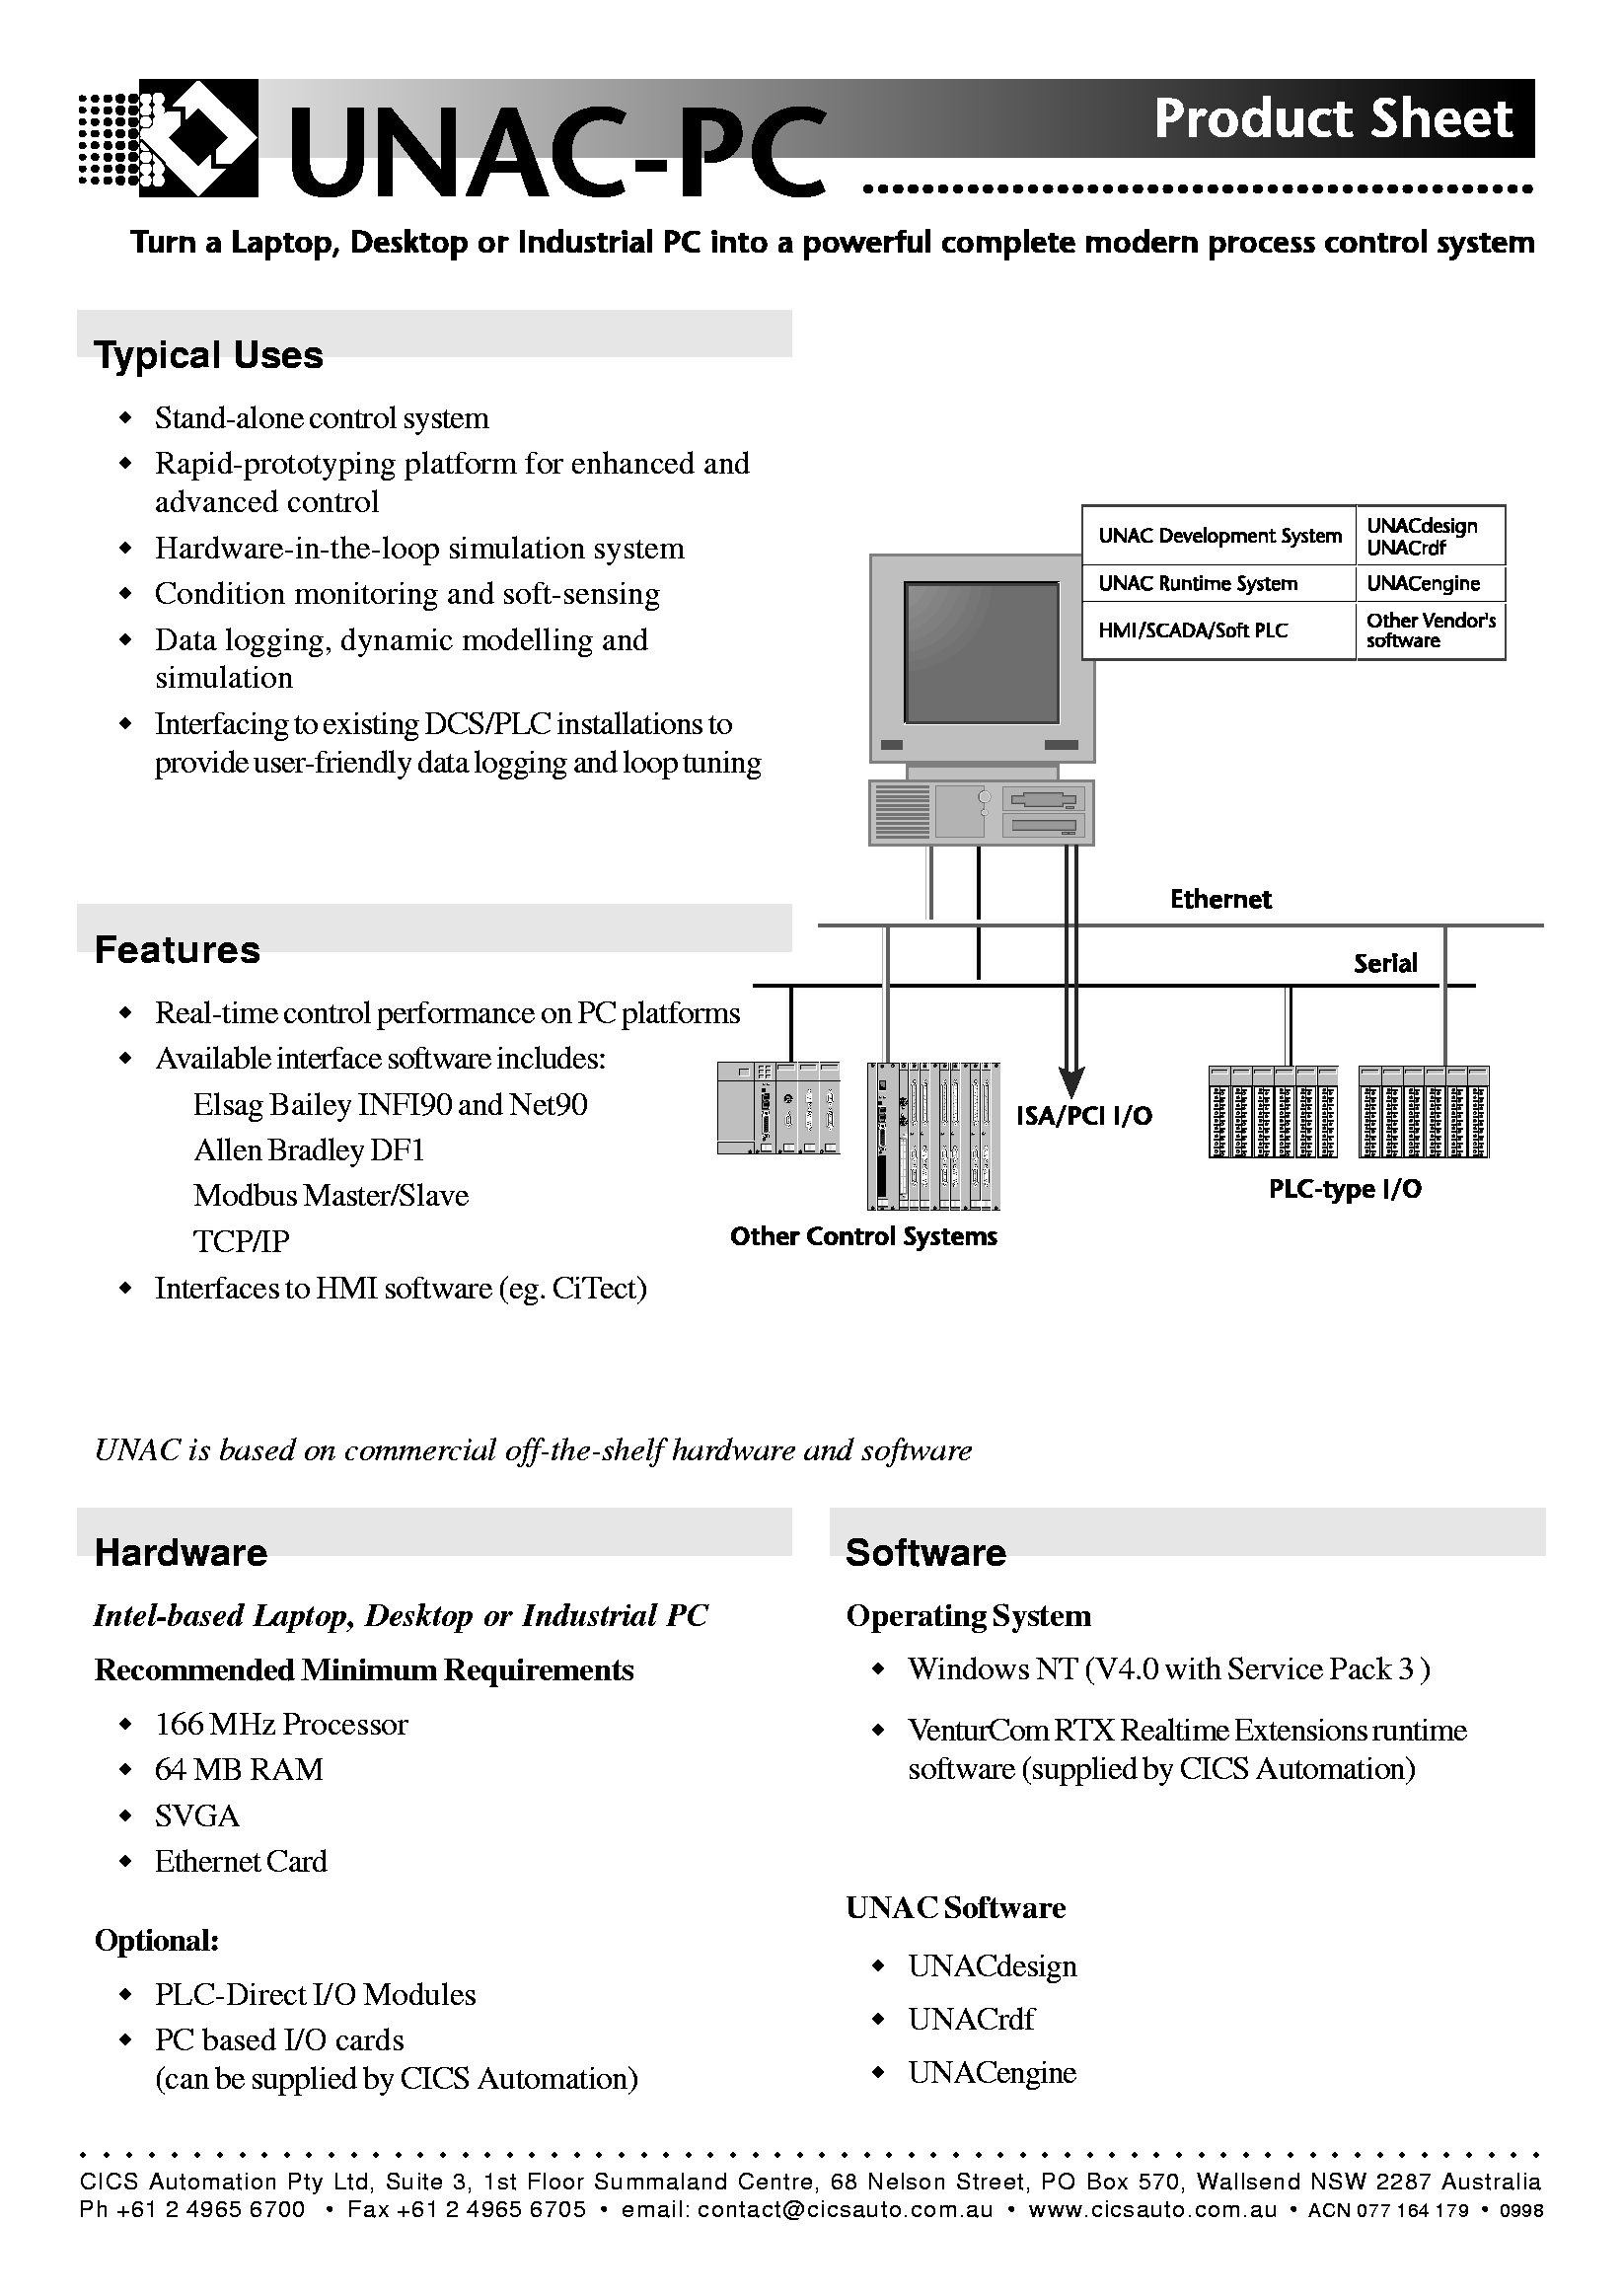 UNAC-PC
Product Sheet
Turn a Laptop, Desktop or Industrial PC into a powerful complete modern process control system
Typical Uses
◆ Stand-alone control system
◆ Rapid-prototyping platform for enhanced and
advanced control
◆ Hardware-in-the-loop simulation system
◆ Condition monitoring and soft-sensing
◆ Data logging, dynamic modelling and
simulation
◆ Interfacing to existing DCS/PLC installations to
provide user-friendly data logging and loop tuning
UNAC Development System
UNACdesign
UNACrdf
UNAC Runtime System
UNACengine
HMI/SCADA/Soft PLC
Other Vendor's
software
Ethernet
Serial
ISA/PCI I/O
PLC-type I/O
Other Control Systems
Features
◆ Real-time control performance on PC platforms
◆ Available interface software includes:
Elsag Bailey INFI90 and Net90
Allen Bradley DF1
Modbus Master/Slave
TCP/IP
◆ Interfaces to HMI software (eg. CiTect)
UNAC is based on commercial off-the-shelf hardware and software
Hardware
Intel-based Laptop, Desktop or Industrial PC
Recommended Minimum Requirements
◆ 166 MHz Processor
◆ 64 MB RAM
◆ SVGA
◆ Ethernet Card
Optional:
◆ PLC-Direct I/O Modules
◆ PC based I/O cards
(can be supplied by CICS Automation)
Software
Operating System
◆ Windows NT (V4.0 with Service Pack 3 )
◆ VenturCom RTX Realtime Extensions runtime
software (supplied by CICS Automation)
UNAC Software
◆ UNACdesign
◆ UNACrdf
◆ UNACengine
CICS Automation Pty Ltd, Suite 3, 1st Floor Summaland Centre, 68 Nelson Street, PO Box 570, Wallsend NSW 2287 Australia
Ph +61 2 4965 6700 • Fax +61 2 4965 6705 • email: contact@cicsauto.com.au • www.cicsauto.com.au • ACN 077 164 179 • 0998